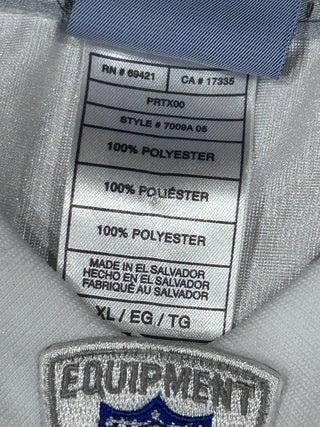 RN # 69421 CA # 17335
PRTX00
STYLE # 7009A 05
100% POLYESTER
100% POLIÉSTER
100% POLYESTER
MADE IN EL SALVADOR
HECHO EN EL SALVADOR
FABRIQUÉ AU SALVADOR
XL / EG / TG
EQUIPMENT